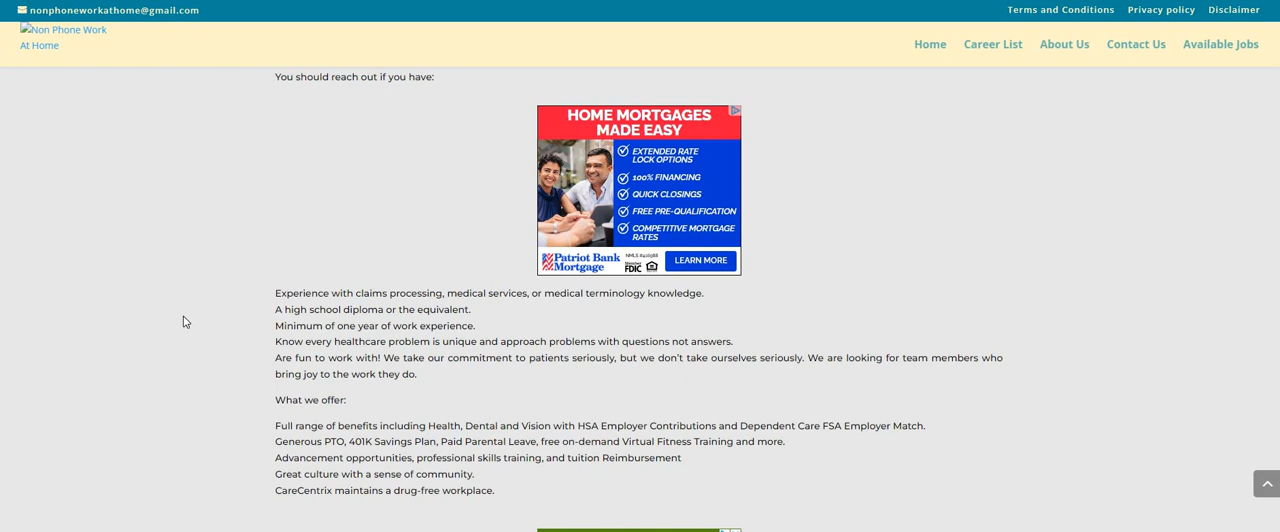 nonphoneworkathome@gmail.com
Terms and Conditions Privacy policy Disclaimer
Non Phone Work
At Home
Home Career List About Us Contact Us Available Jobs
You should reach out if you have:
HOME MORTGAGES
MADE EASY
EXTENDED RATE
LOCK OPTIONS
100% FINANCING
QUICK CLOSINGS
FREE PRE-QUALIFICATION
COMPETITIVE MORTGAGE
RATES
Patriot Bank
Mortgage
Member
FDIC
LEARN MORE
Experience with claims processing, medical services, or medical terminology knowledge.
A high school diploma or the equivalent.
Minimum of one year of work experience.
Know every healthcare problem is unique and approach problems with questions not answers.
Are fun to work with! We take our commitment to patients seriously, but we don’t take ourselves seriously. We are looking for team members who
bring joy to the work they do.
What we offer:
Full range of benefits including Health, Dental and Vision with HSA Employer Contributions and Dependent Care FSA Employer Match.
Generous PTO, 401K Savings Plan, Paid Parental Leave, free on-demand Virtual Fitness Training and more.
Advancement opportunities, professional skills training, and tuition Reimbursement
Great culture with a sense of community.
CareCentrix maintains a drug-free workplace.